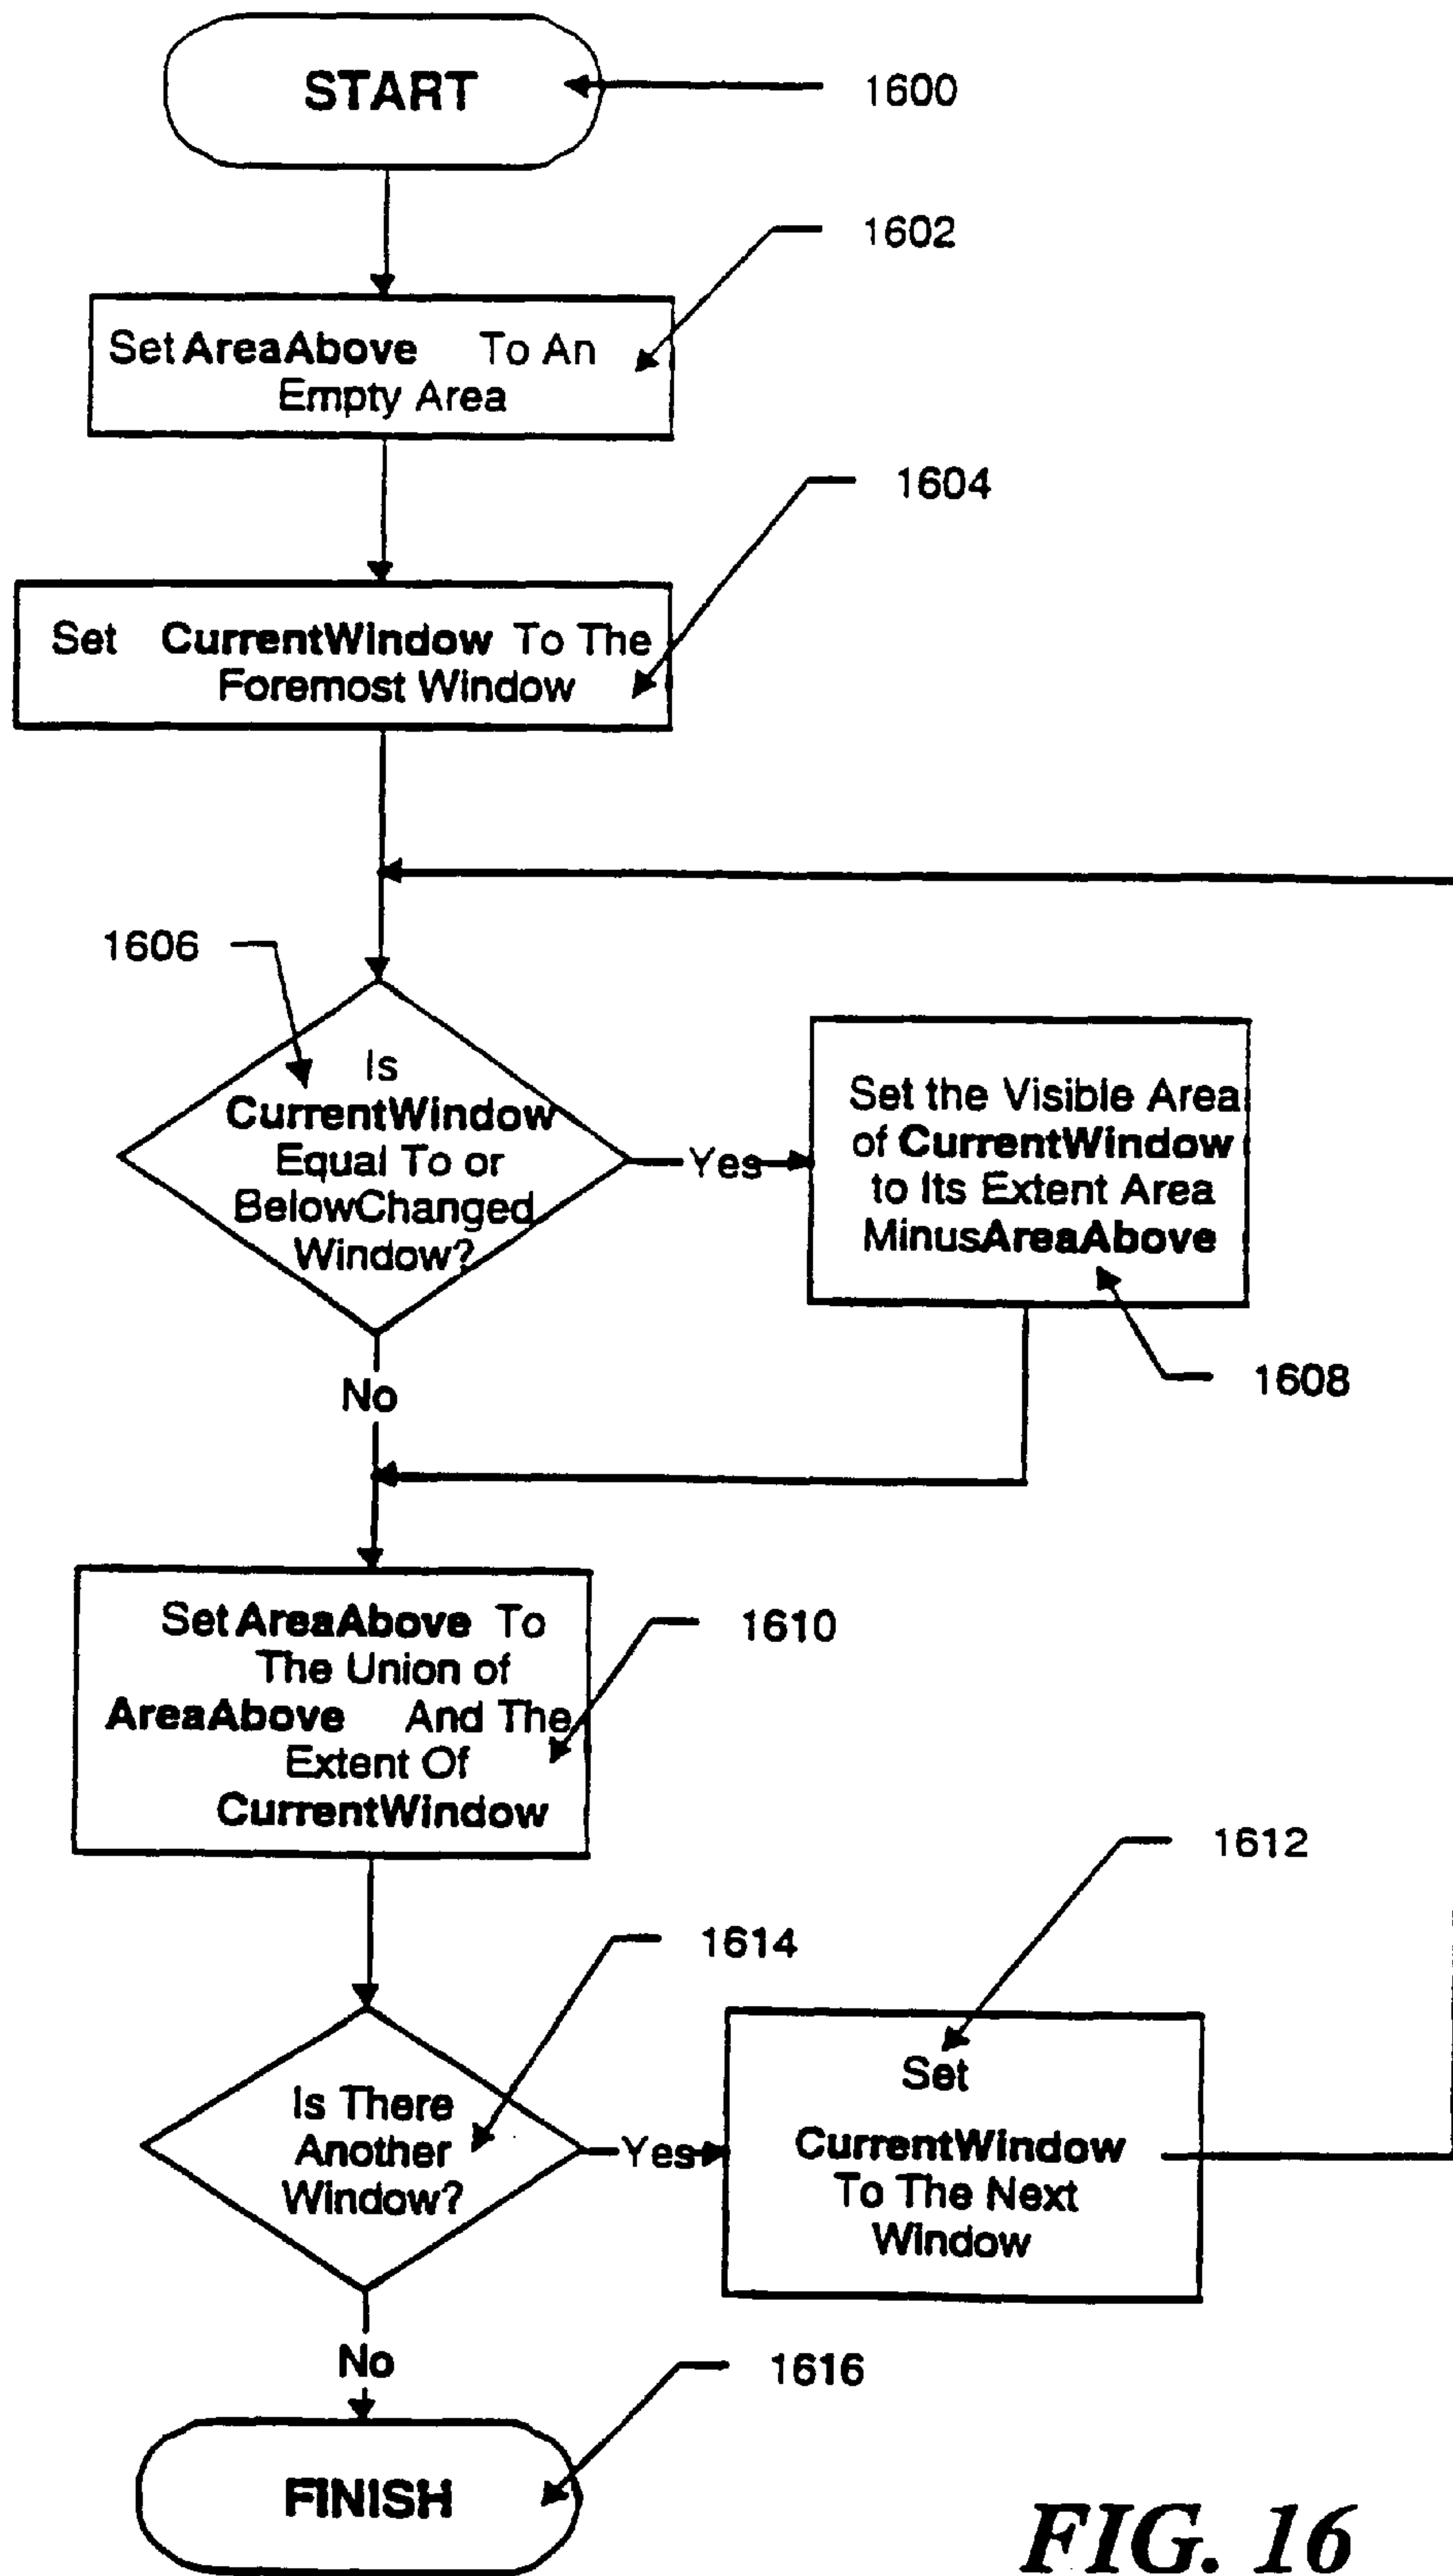 START
1600
1602
Set AreaAbove To An
Empty Area
1604
Set CurrentWindow To The
Foremost Window
1606
Is
CurrentWindow
Equal To or
BelowChanged
Window?
Yes
Set the Visible Area
of CurrentWindow
to Its Extent Area
MinusAreaAbove
1608
No
Set AreaAbove To
The Union of
AreaAbove And The
Extent Of
CurrentWindow
1610
1612
1614
Is There
Another
Window?
Yes
Set
CurrentWindow
To The Next
Window
No
1616
FINISH
FIG. 16